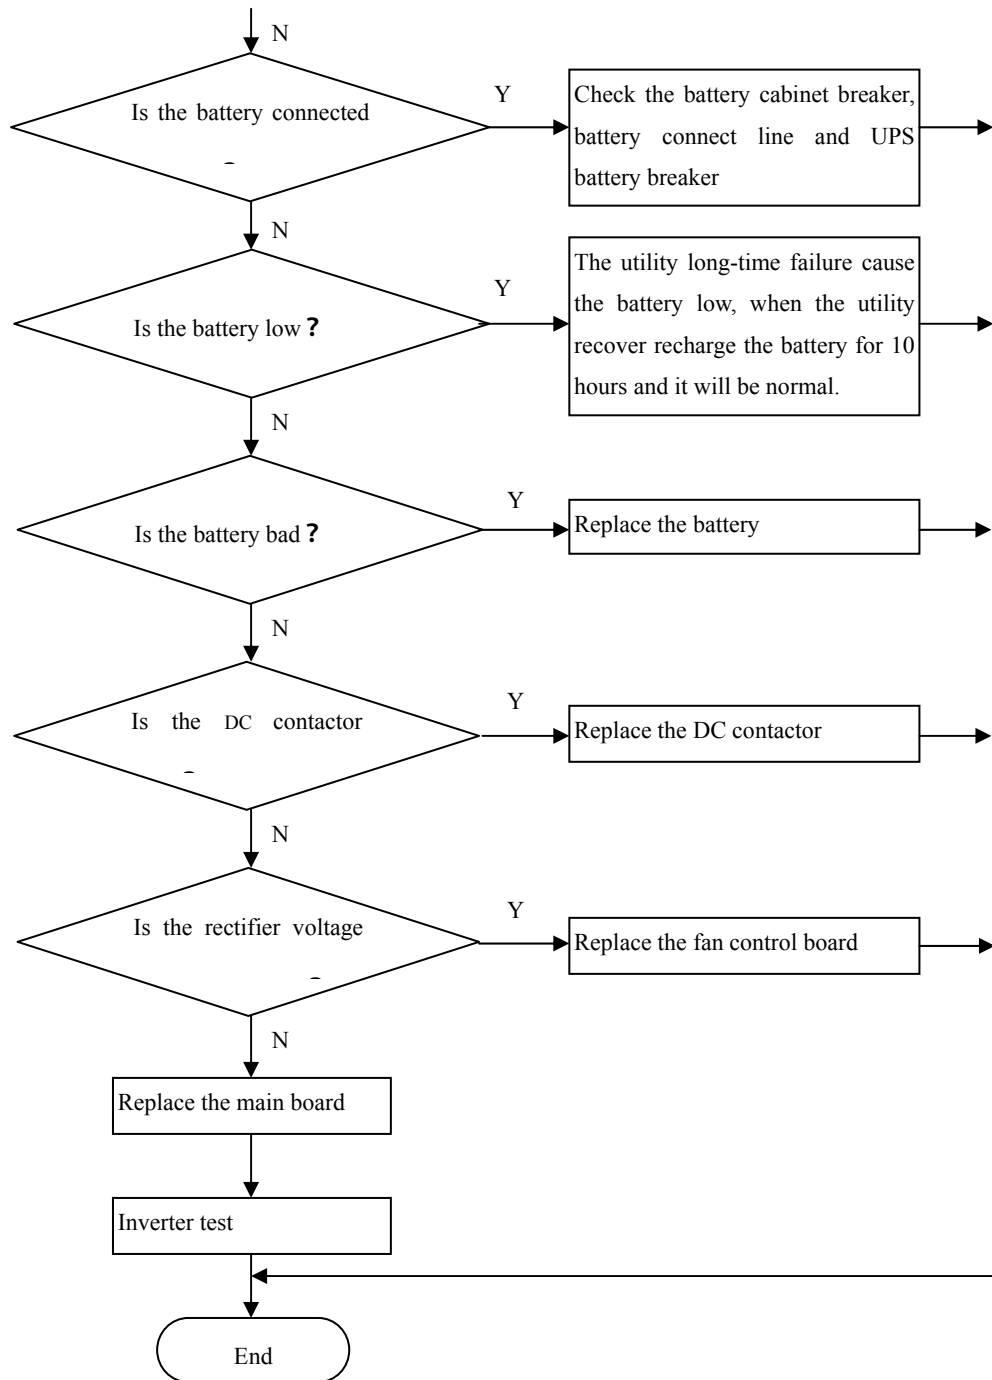 N
Is the battery connected
Y
Check the battery cabinet breaker,
battery connect line and UPS
battery breaker
N
Is the battery low ?
Y
The utility long-time failure cause
the battery low, when the utility
recover recharge the battery for 10
hours and it will be normal.
N
Is the battery bad ?
Y
Replace the battery
N
Is the DC contactor
Y
Replace the DC contactor
N
Is the rectifier voltage
Y
Replace the fan control board
N
Replace the main board
Inverter test
End